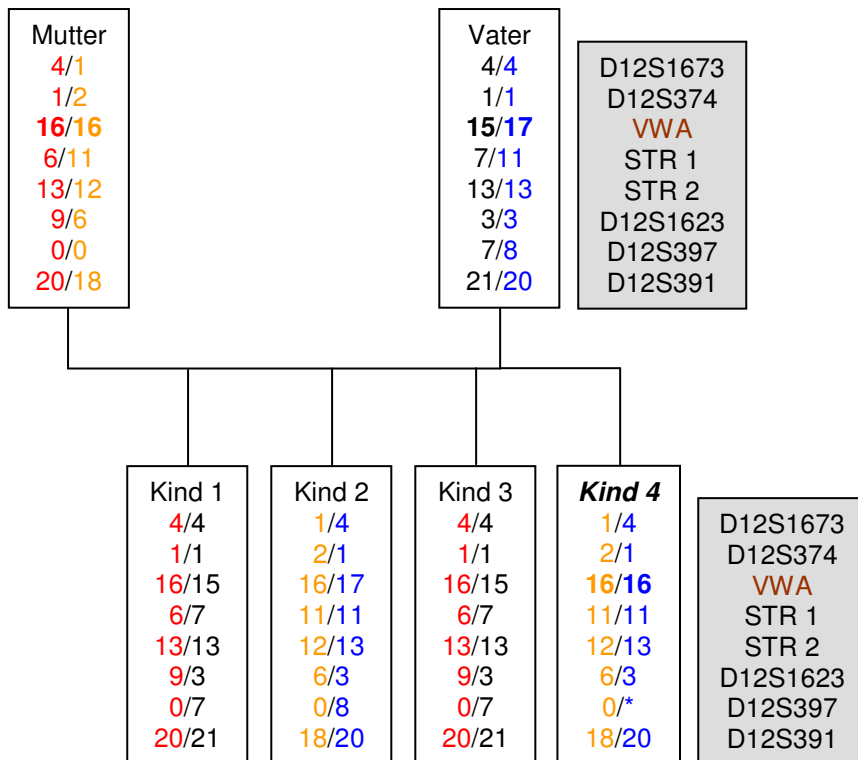 Mutter
4/1
1/2
16/16
6/11
13/12
9/6
0/0
20/18
Vater
4/4
1/1
15/17
7/11
13/13
3/3
7/8
21/20
D12S1673
D12S374
VWA
STR 1
STR 2
D12S1623
D12S397
D12S391
Kind 1
4/4
1/1
16/15
6/7
13/13
9/3
0/7
20/21
Kind 2
1/4
2/1
16/17
11/11
12/13
6/3
0/8
18/20
Kind 3
4/4
1/1
16/15
6/7
13/13
9/3
0/7
20/21
Kind 4
1/4
2/1
16/16
11/11
12/13
6/3
0/*
18/20
D12S1673
D12S374
VWA
STR 1
STR 2
D12S1623
D12S397
D12S391